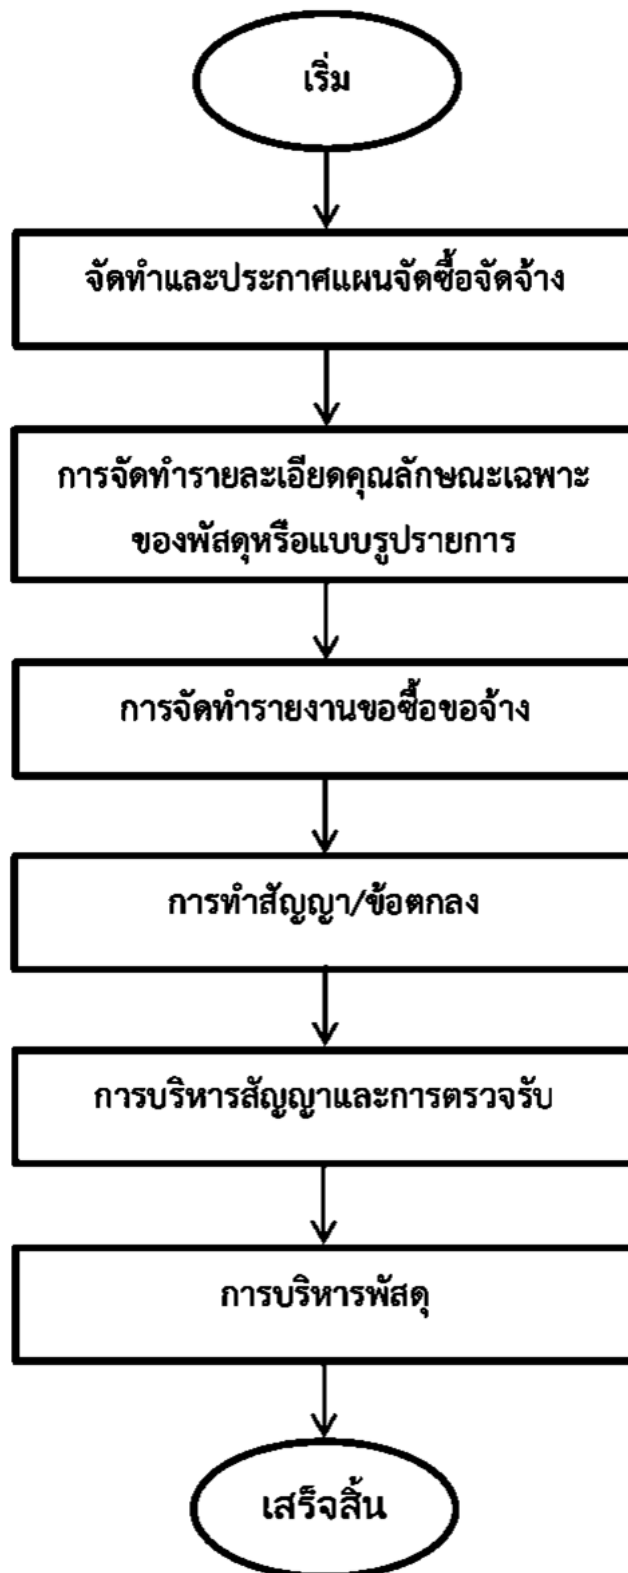 เริ่ม
จัดทำและประกาศแผนจัดซื้อจัดจ้าง
การจัดทำรายละเอียดคุณลักษณะเฉพาะ
ของพัสดุหรือแบบรูปรายการ
การจัดทำรายงานขอซื้อขอจ้าง
การทำสัญญา/ข้อตกลง
การบริหารสัญญาและการตรวจรับ
การบริหารพัสดุ
เสร็จสิ้น